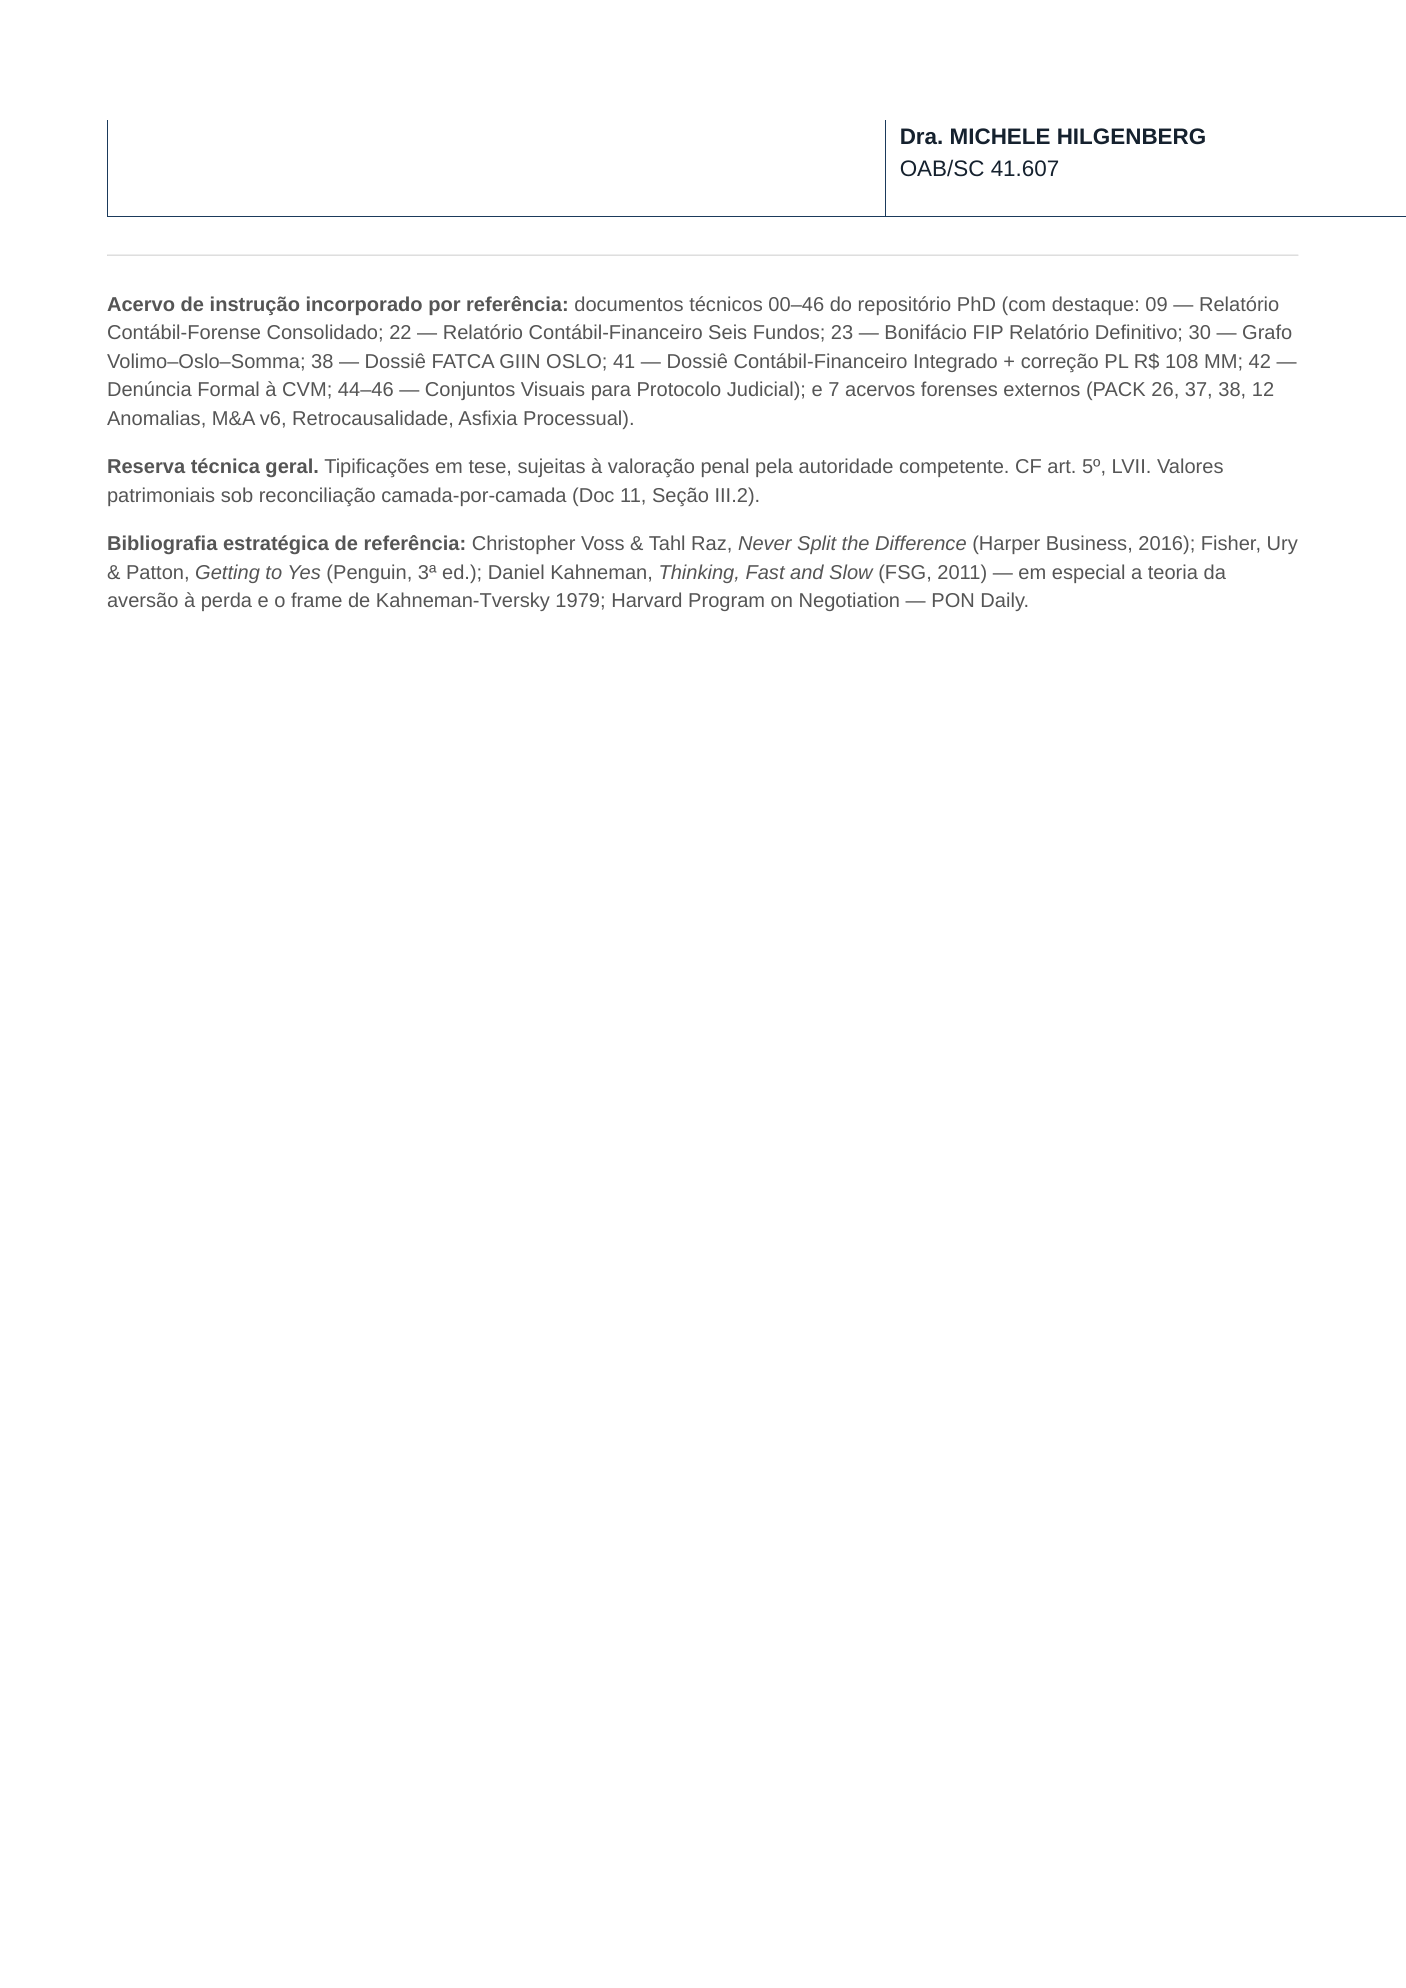 Dra. MICHELE HILGENBERG
OAB/SC 41.607
Acervo de instrução incorporado por referência: documentos técnicos 00–46 do repositório PhD (com destaque: 09 — Relatório
Contábil-Forense Consolidado; 22 — Relatório Contábil-Financeiro Seis Fundos; 23 — Bonifácio FIP Relatório Definitivo; 30 — Grafo
Volimo–Oslo–Somma; 38 — Dossiê FATCA GIIN OSLO; 41 — Dossiê Contábil-Financeiro Integrado + correção PL R$ 108 MM; 42 —
Denúncia Formal à CVM; 44–46 — Conjuntos Visuais para Protocolo Judicial); e 7 acervos forenses externos (PACK 26, 37, 38, 12
Anomalias, M&A v6, Retrocausalidade, Asfixia Processual).
Reserva técnica geral. Tipificações em tese, sujeitas à valoração penal pela autoridade competente. CF art. 5º, LVII. Valores
patrimoniais sob reconciliação camada-por-camada (Doc 11, Seção III.2).
Bibliografia estratégica de referência: Christopher Voss & Tahl Raz, Never Split the Difference (Harper Business, 2016); Fisher, Ury
& Patton, Getting to Yes (Penguin, 3ª ed.); Daniel Kahneman, Thinking, Fast and Slow (FSG, 2011) — em especial a teoria da
aversão à perda e o frame de Kahneman-Tversky 1979; Harvard Program on Negotiation — PON Daily.